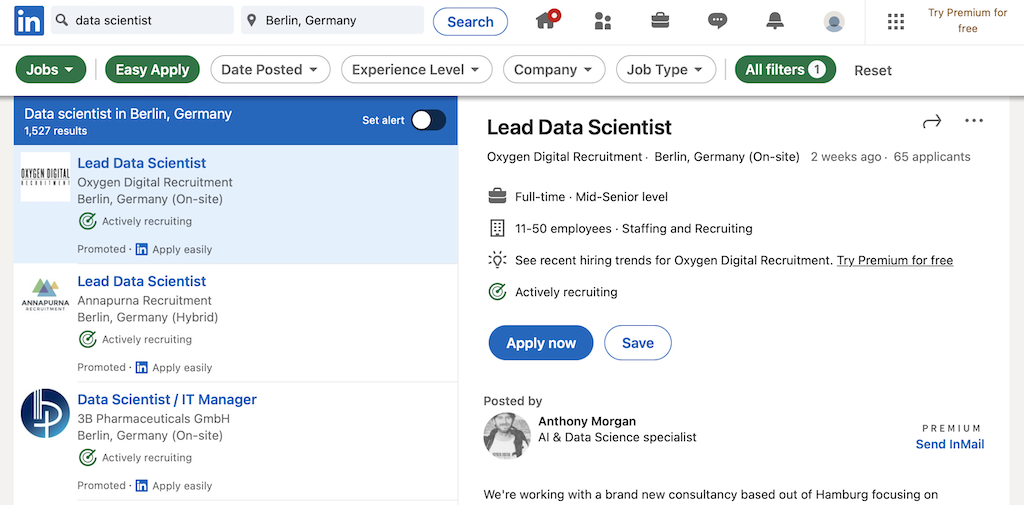 in data scientist Berlin, Germany Search Try Premium for
free
Jobs Easy Apply Date Posted Experience Level Company Job Type All filters 1 Reset
Data scientist in Berlin, Germany
1,527 results
Set alert
OXYGEN DIGITAL
RECRUITMENT
Lead Data Scientist
Oxygen Digital Recruitment
Berlin, Germany (On-site)
Actively recruiting
Promoted · in Apply easily
ANNAPURNA
RECRUITMENT
Lead Data Scientist
Annapurna Recruitment
Berlin, Germany (Hybrid)
Actively recruiting
Promoted · in Apply easily
Data Scientist / IT Manager
3B Pharmaceuticals GmbH
Berlin, Germany (On-site)
Actively recruiting
Promoted · in Apply easily
Lead Data Scientist
Oxygen Digital Recruitment · Berlin, Germany (On-site) 2 weeks ago · 65 applicants
Full-time · Mid-Senior level
11-50 employees · Staffing and Recruiting
See recent hiring trends for Oxygen Digital Recruitment. Try Premium for free
Actively recruiting
Apply now Save
Posted by
Anthony Morgan
AI & Data Science specialist
PREMIUM
Send InMail
We're working with a brand new consultancy based out of Hamburg focusing on